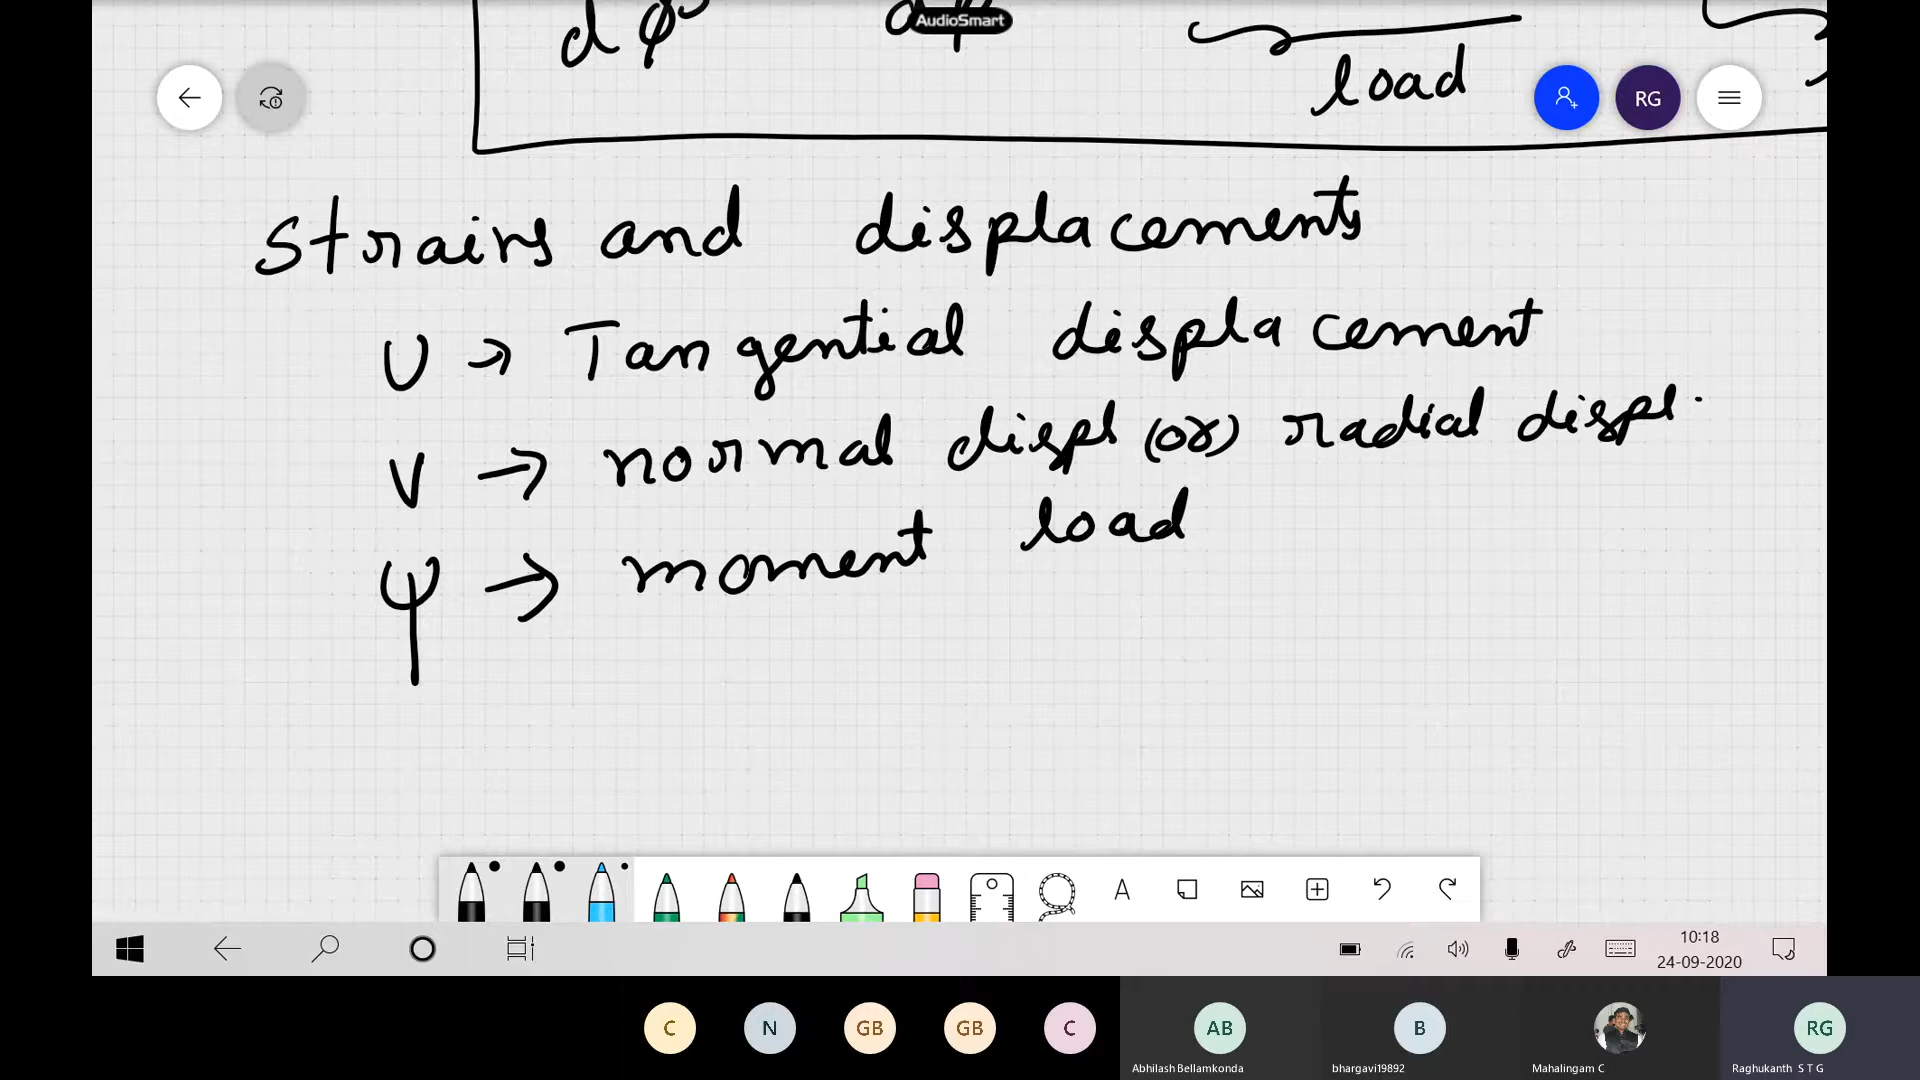 AudioSmart
load
RG
Strains and displacements
U → Tangential displacement
V → normal displ (or) radial displ.
ψ → moment load
A
10:18
24-09-2020
C
N
GB
GB
C
AB
B
RG
Abhilash Bellamkonda
bhargavi19892
Mahalingam C
Raghukanth S T G